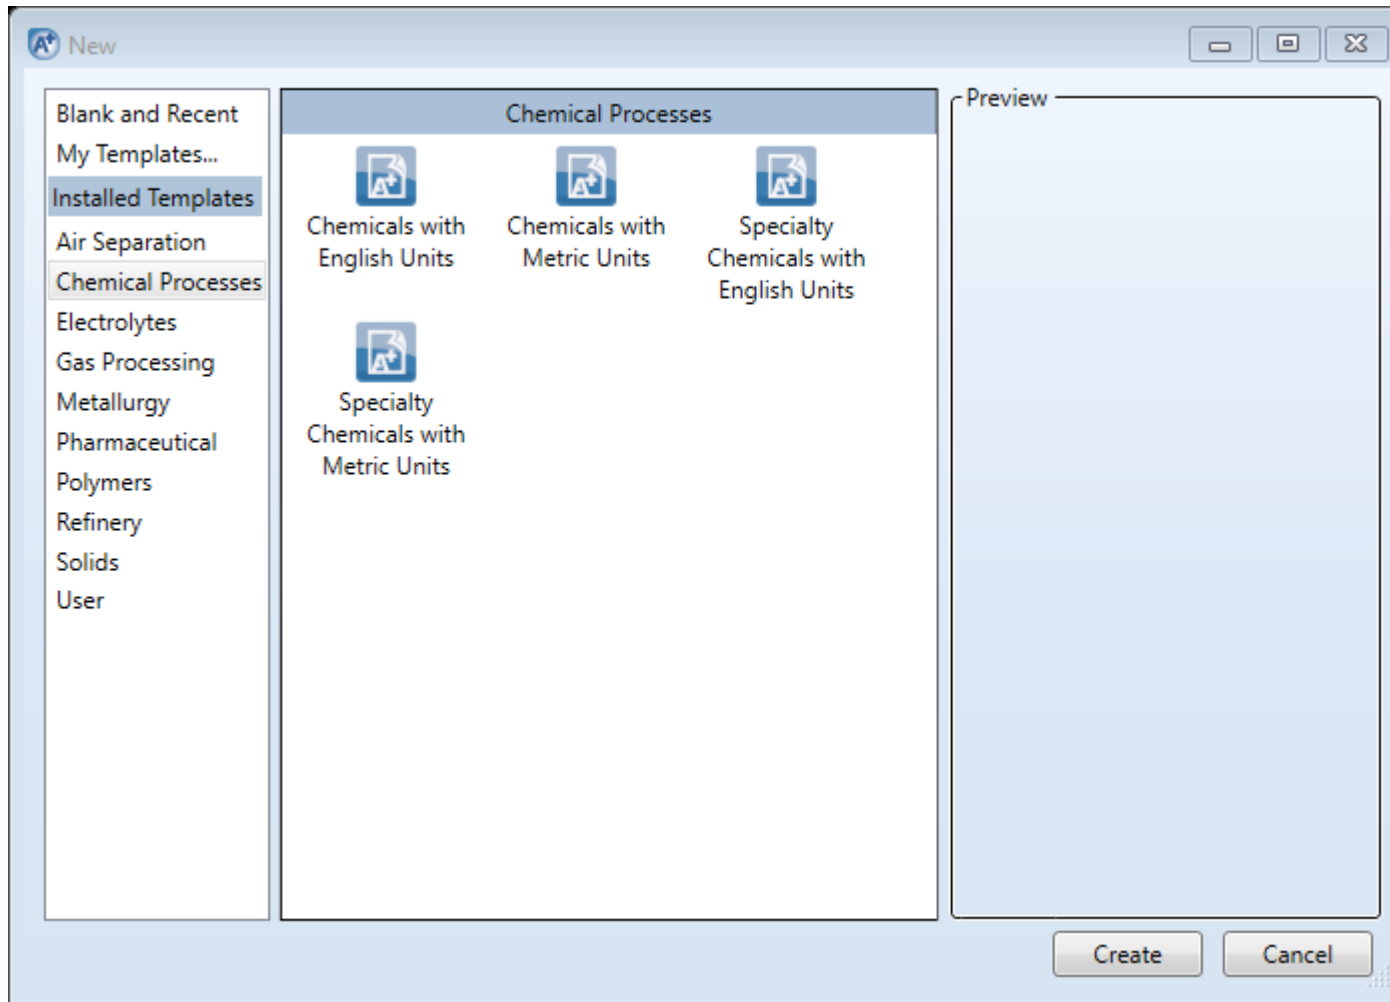 New
Blank and Recent
My Templates...
Installed Templates
Air Separation
Chemical Processes
Electrolytes
Gas Processing
Metallurgy
Pharmaceutical
Polymers
Refinery
Solids
User
Chemical Processes
A+
Chemicals with
English Units
A+
Chemicals with
Metric Units
A+
Specialty
Chemicals with
English Units
A+
Specialty
Chemicals with
Metric Units
Preview
Create
Cancel